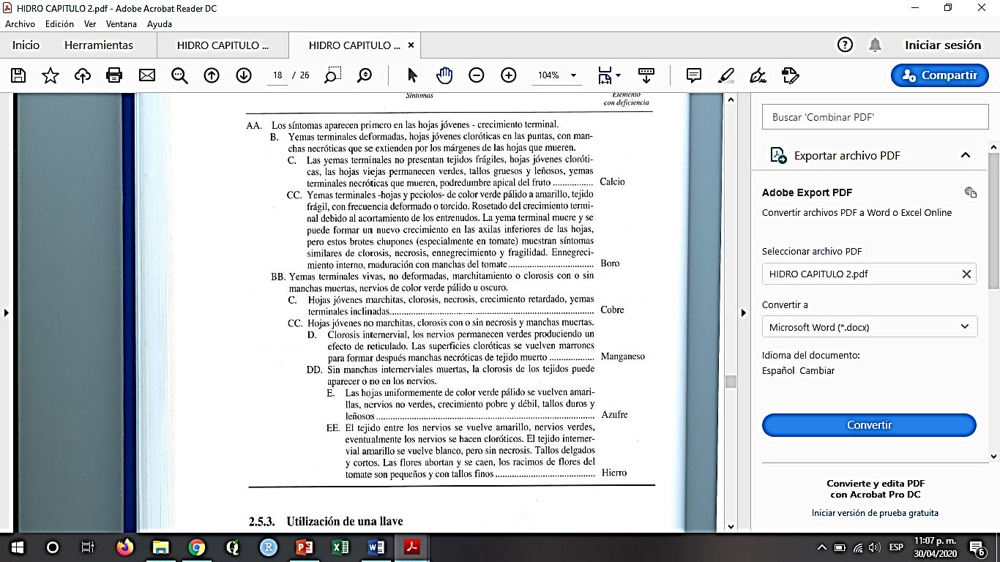 HIDRO CAPITULO 2.pdf - Adobe Acrobat Reader DC
Archivo Edición Ver Ventana Ayuda
Inicio Herramientas HIDRO CAPITULO ... HIDRO CAPITULO ... Iniciar sesión
18 / 26 104% Compartir
Síntomas Elemento
con deficiencia
AA. Los síntomas aparecen primero en las hojas jóvenes - crecimiento terminal.
B. Yemas terminales deformadas, hojas jóvenes cloróticas en las puntas, con man-
chas necróticas que se extienden por los márgenes de las hojas que mueren.
C. Las yemas terminales no presentan tejidos frágiles, hojas jóvenes cloróti-
cas, las hojas viejas permanecen verdes, tallos gruesos y leñosos, yemas
terminales necróticas que mueren, podredumbre apical del fruto ................ Calcio
CC. Yemas terminales -hojas y peciolos- de color verde pálido a amarillo, tejido
frágil, con frecuencia deformado o torcido. Rosetado del crecimiento termi-
nal debido al acortamiento de los entrenudos. La yema terminal muere y se
puede formar un nuevo crecimiento en las axilas inferiores de las hojas,
pero estos brotes chupones (especialmente en tomate) muestran síntomas
similares de clorosis, necrosis, ennegrecimiento y fragilidad. Ennegreci-
miento interno, maduración con manchas del tomate.................................. Boro
BB. Yemas terminales vivas, no deformadas, marchitamiento o clorosis con o sin
manchas muertas, nervios de color verde pálido u oscuro.
C. Hojas jóvenes marchitas, clorosis, necrosis, crecimiento retardado, yemas
terminales inclinadas................................................................................ Cobre
CC. Hojas jóvenes no marchitas, clorosis con o sin necrosis y manchas muertas.
D. Clorosis internervial, los nervios permanecen verdes produciendo un
efecto de reticulado. Las superficies cloróticas se vuelven marrones
para formar después manchas necróticas de tejido muerto .................. Manganeso
DD. Sin manchas internerviales muertas, la clorosis de los tejidos puede
aparecer o no en los nervios.
E. Las hojas uniformemente de color verde pálido se vuelven amari-
llas, nervios no verdes, crecimiento pobre y débil, tallos duros y
leñosos ...................................................................................... Azufre
EE. El tejido entre los nervios se vuelve amarillo, nervios verdes,
eventualmente los nervios se hacen cloróticos. El tejido interner-
vial amarillo se vuelve blanco, pero sin necrosis. Tallos delgados
y cortos. Las flores abortan y se caen, los racimos de flores del
tomate son pequeños y con tallos finos ....................................... Hierro
2.5.3. Utilización de una llave
Buscar 'Combinar PDF'
Exportar archivo PDF
Adobe Export PDF
Convertir archivos PDF a Word o Excel Online
Seleccionar archivo PDF
HIDRO CAPITULO 2.pdf
Convertir a
Microsoft Word (*.docx)
Idioma del documento:
Español Cambiar
Convertir
Convierte y edita PDF
con Acrobat Pro DC
Iniciar versión de prueba gratuita
ESP
11:07 p. m.
30/04/2020
6